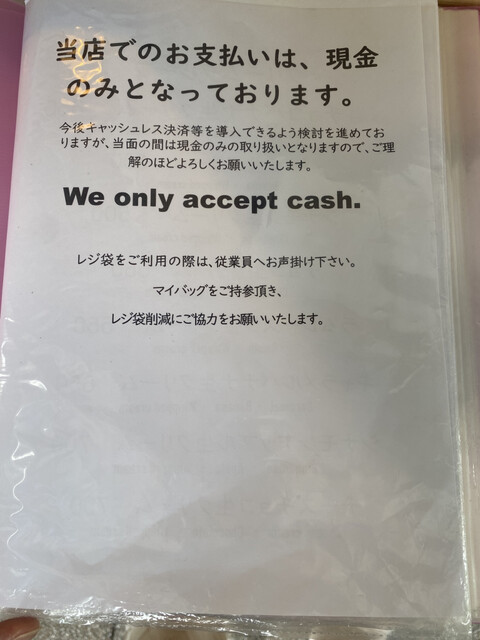 当店でのお支払いは、現金
のみとなっております。
今後キャッシュレス決済等を導入できるよう検討を進めてお
りますが、当面の間は現金のみの取り扱いとなりますので、ご理
解のほどよろしくお願いいたします。
We only accept cash.
レジ袋をご利用の際は、従業員へお声掛け下さい。
マイバッグをご持参頂き、
レジ袋削減にご協力をお願いいたします。